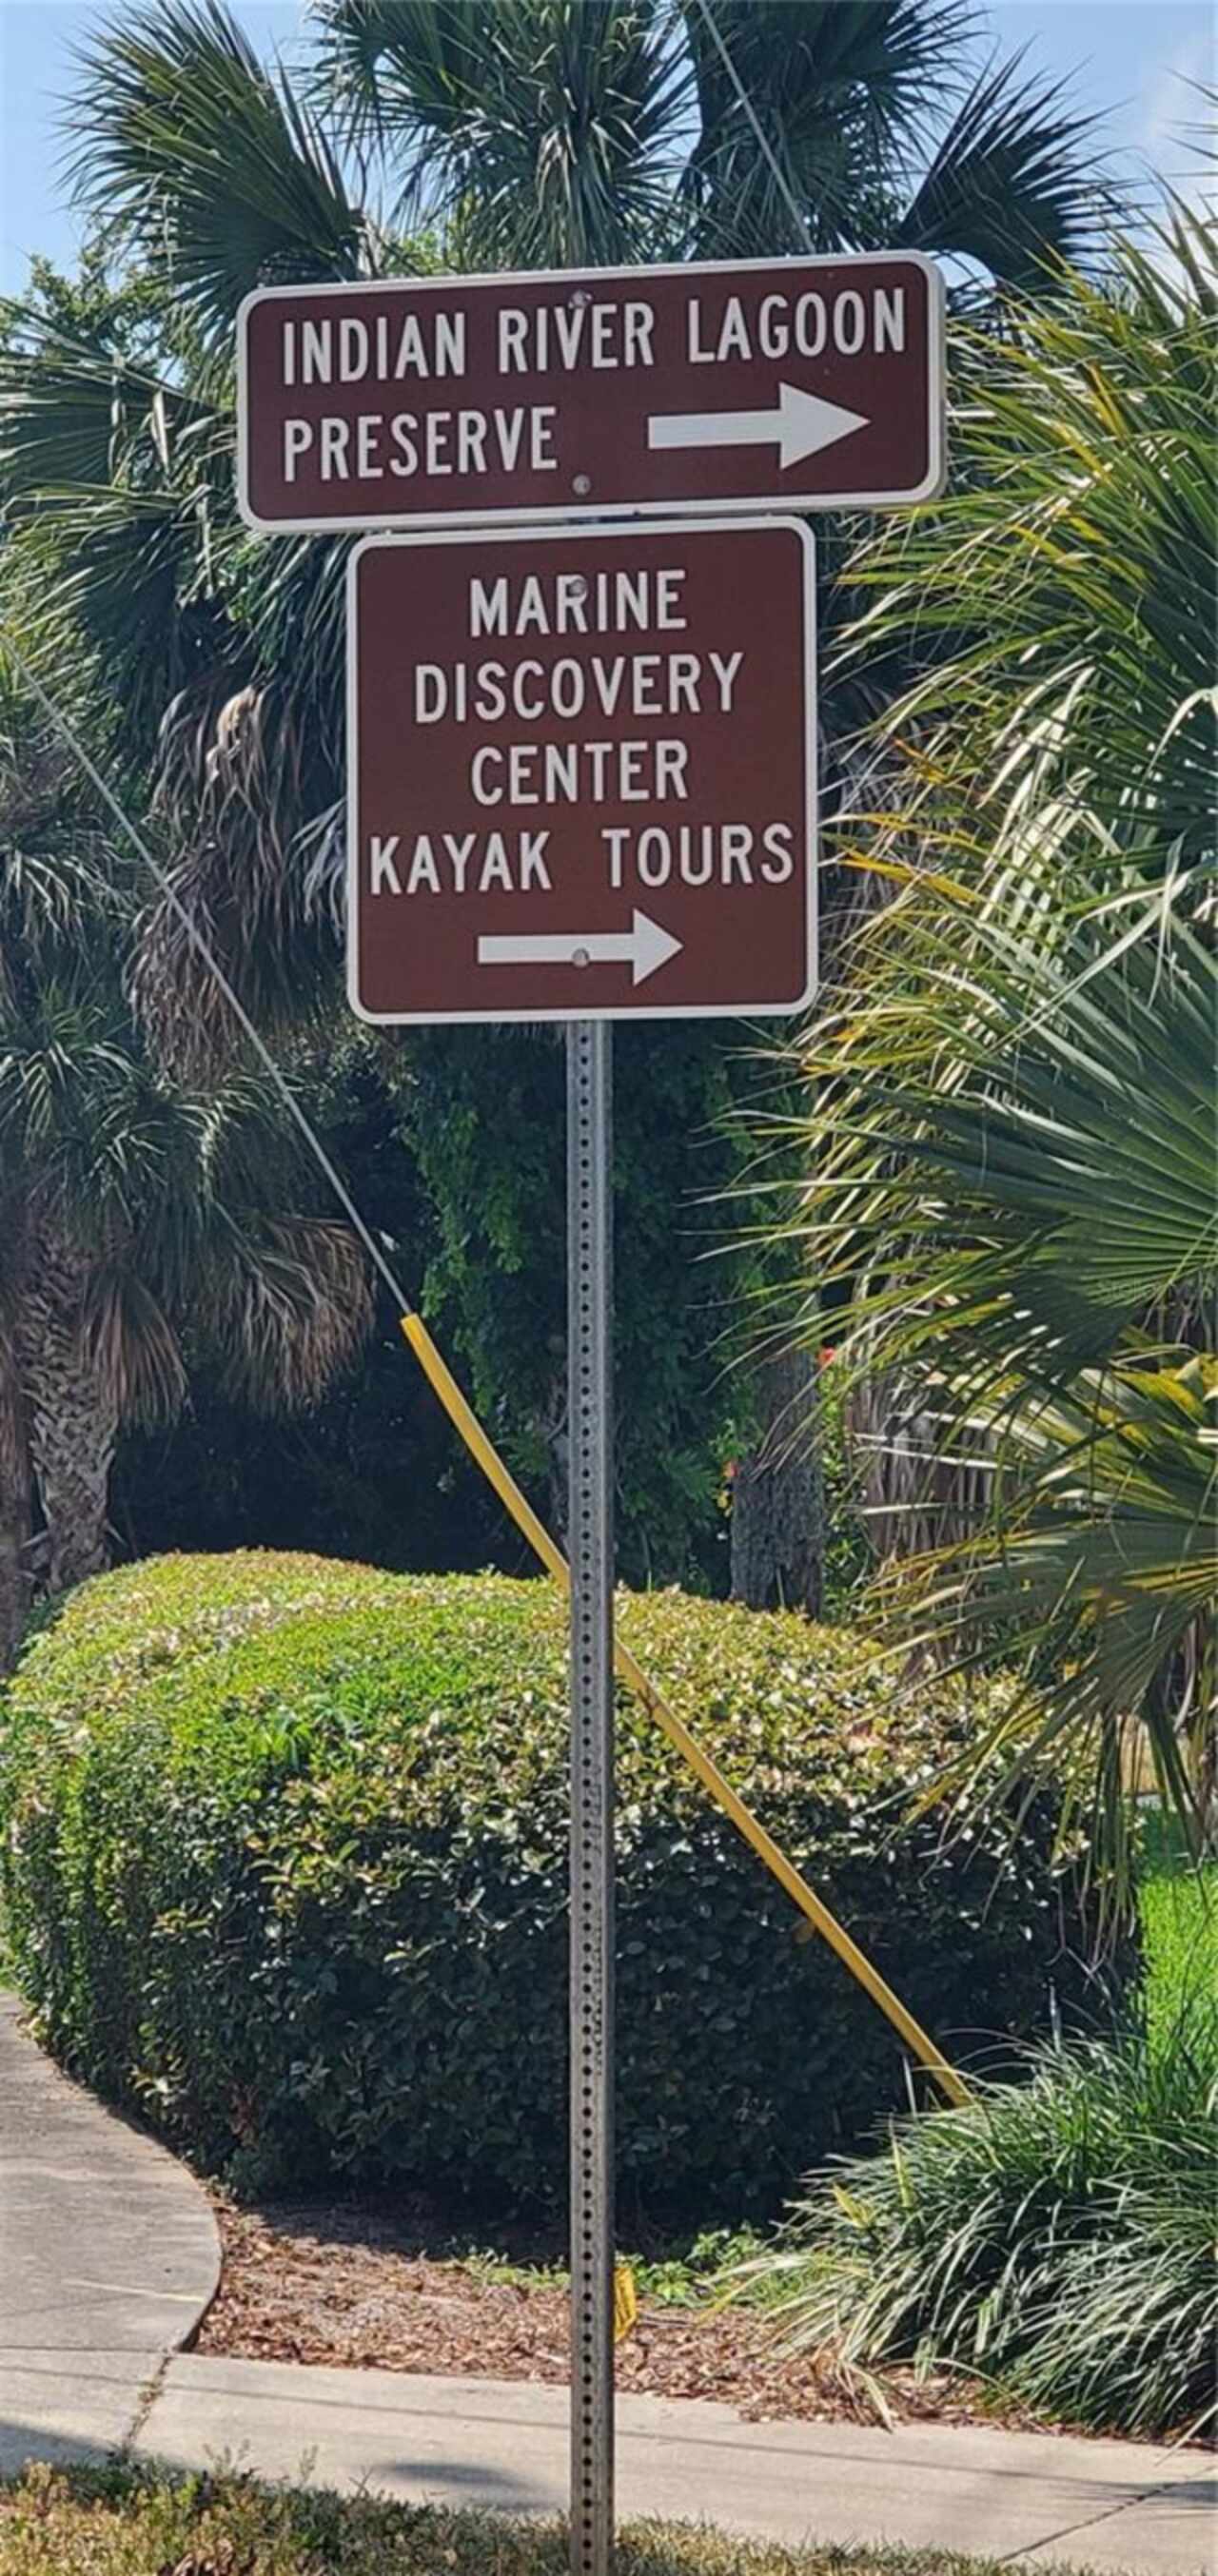 INDIAN RIVER LAGOON
PRESERVE
MARINE
DISCOVERY
CENTER
KAYAK TOURS